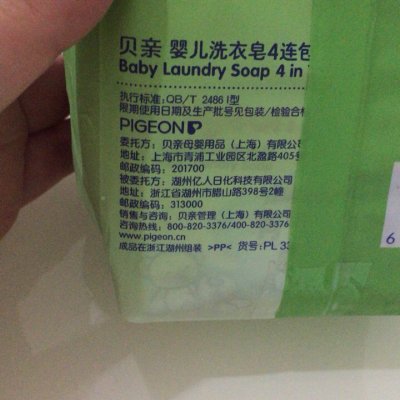 贝亲 婴儿洗衣皂4连包
Baby Laundry Soap 4 in
执行标准:QB/T 2486 I型
限期使用日期及生产批号见包装/检验合格
PIGEON
委托方: 贝亲母婴用品(上海)有限公司
地址: 上海市青浦工业园区北盈路405号
邮政编码:201700
被委托方: 湖州亿人日化科技有限公司
地址: 浙江省湖州市腊山路398号2幢
邮政编码: 313000
销售与咨询: 贝亲管理(上海)有限公司
咨询热线: 800-820-3376/400-820-3376
www.pigeon.cn
成品在浙江湖州组装 >PP< 货号:PL 33
6